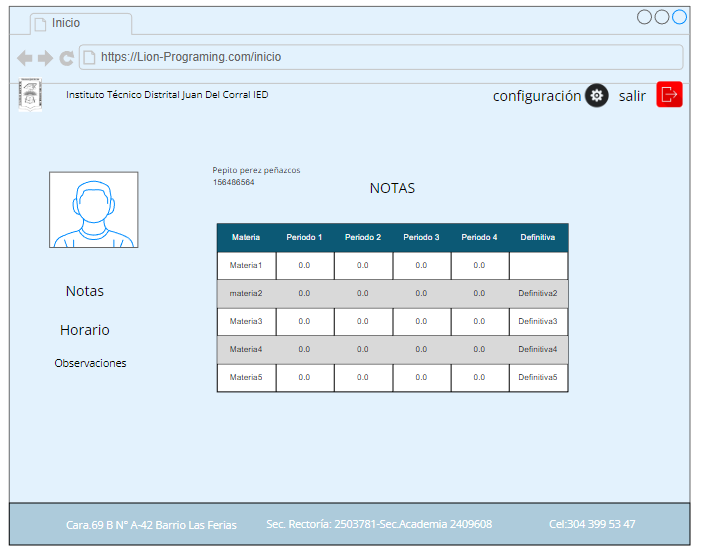 Inicio
https://Lion-Programing.com/inicio
Instituto Técnico Distrital Juan Del Corral IED
configuración salir
Pepito perez peñazcos
156486564
NOTAS
Materia Periodo 1 Periodo 2 Periodo 3 Periodo 4 Definitiva
Materia1 0.0 0.0 0.0 0.0
materia2 0.0 0.0 0.0 0.0 Definitiva2
Materia3 0.0 0.0 0.0 0.0 Definitiva3
Materia4 0.0 0.0 0.0 0.0 Definitiva4
Materia5 0.0 0.0 0.0 0.0 Definitiva5
Notas
Horario
Observaciones
Cara.69 B N° A-42 Barrio Las Ferias Sec. Rectoría: 2503781-Sec.Academia 2409608 Cel:304 399 53 47